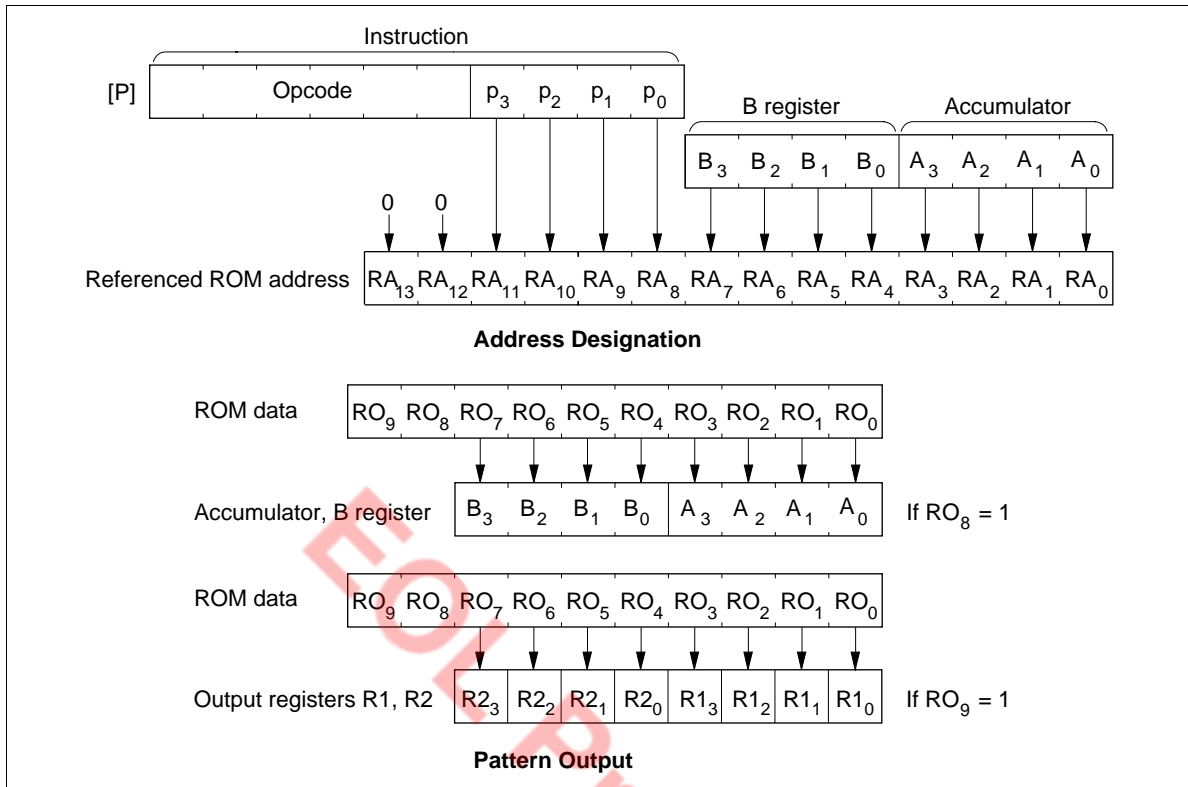 Instruction
[P] Opcode p3 p2 p1 p0
B register Accumulator
B3 B2 B1 B0 A3 A2 A1 A0
0 0
Referenced ROM address RA13 RA12 RA11 RA10 RA9 RA8 RA7 RA6 RA5 RA4 RA3 RA2 RA1 RA0
Address Designation
ROM data RO9 RO8 RO7 RO6 RO5 RO4 RO3 RO2 RO1 RO0
Accumulator, B register B3 B2 B1 B0 A3 A2 A1 A0 If RO8 = 1
ROM data RO9 RO8 RO7 RO6 RO5 RO4 RO3 RO2 RO1 RO0
Output registers R1, R2 R23 R22 R21 R20 R13 R12 R11 R10 If RO9 = 1
Pattern Output
EOL Pr